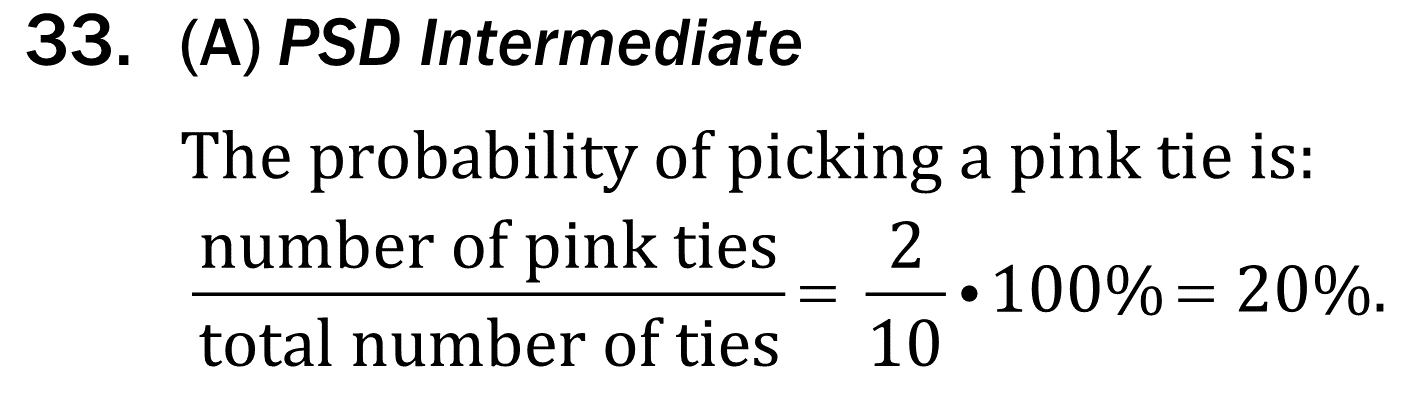 33. (A) PSD Intermediate
The probability of picking a pink tie is:
number of pink ties / total number of ties = 2/10 • 100% = 20%.